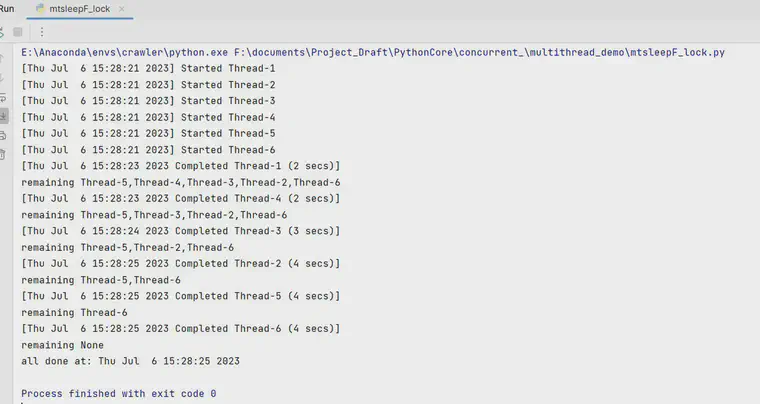 Run mtsleepF_lock
E:\Anaconda\envs\crawler\python.exe F:\documents\Project_Draft\PythonCore\concurrent_\multithread_demo\mtsleepF_lock.py
[Thu Jul  6 15:28:21 2023] Started Thread-1
[Thu Jul  6 15:28:21 2023] Started Thread-2
[Thu Jul  6 15:28:21 2023] Started Thread-3
[Thu Jul  6 15:28:21 2023] Started Thread-4
[Thu Jul  6 15:28:21 2023] Started Thread-5
[Thu Jul  6 15:28:21 2023] Started Thread-6
[Thu Jul  6 15:28:23 2023 Completed Thread-1 (2 secs)]
remaining Thread-5,Thread-4,Thread-3,Thread-2,Thread-6
[Thu Jul  6 15:28:23 2023 Completed Thread-4 (2 secs)]
remaining Thread-5,Thread-3,Thread-2,Thread-6
[Thu Jul  6 15:28:24 2023 Completed Thread-3 (3 secs)]
remaining Thread-5,Thread-2,Thread-6
[Thu Jul  6 15:28:25 2023 Completed Thread-2 (4 secs)]
remaining Thread-5,Thread-6
[Thu Jul  6 15:28:25 2023 Completed Thread-5 (4 secs)]
remaining Thread-6
[Thu Jul  6 15:28:25 2023 Completed Thread-6 (4 secs)]
remaining None
all done at: Thu Jul  6 15:28:25 2023
Process finished with exit code 0